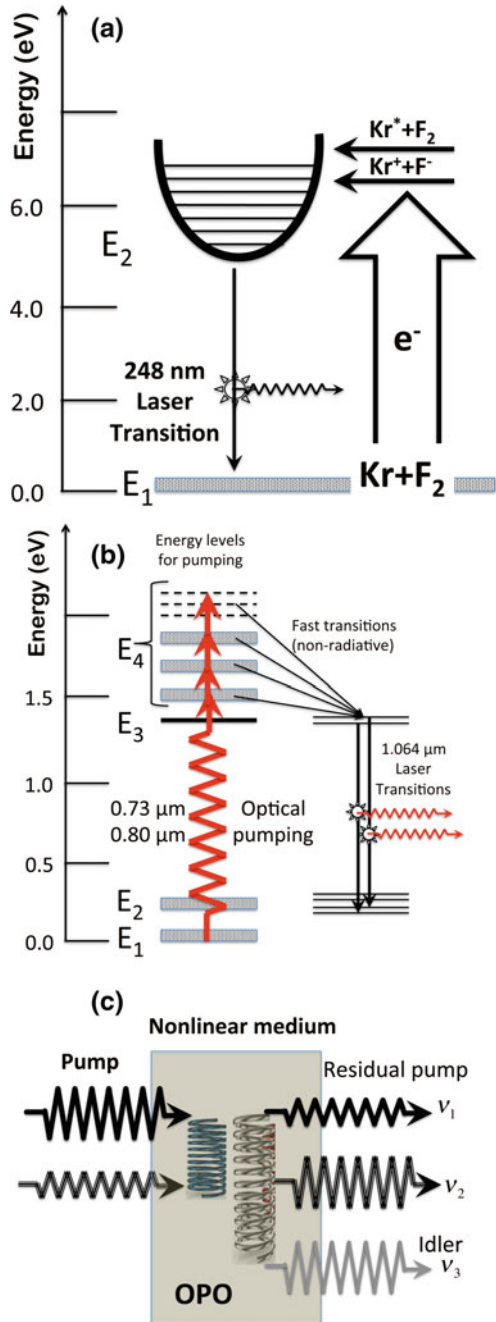 (a)
Energy (eV)
6.0
4.0
2.0
0.0
E2
E1
Kr*+F2
Kr++F-
e-
248 nm
Laser
Transition
Kr+F2
(b)
Energy (eV)
1.5
1.0
0.5
0.0
Energy levels
for pumping
E4
E3
E2
E1
Fast transitions
(non-radiative)
0.73 μm
0.80 μm
Optical
pumping
1.064 μm
Laser
Transitions
(c)
Nonlinear medium
Pump
Residual pump
ν1
ν2
Idler
ν3
OPO